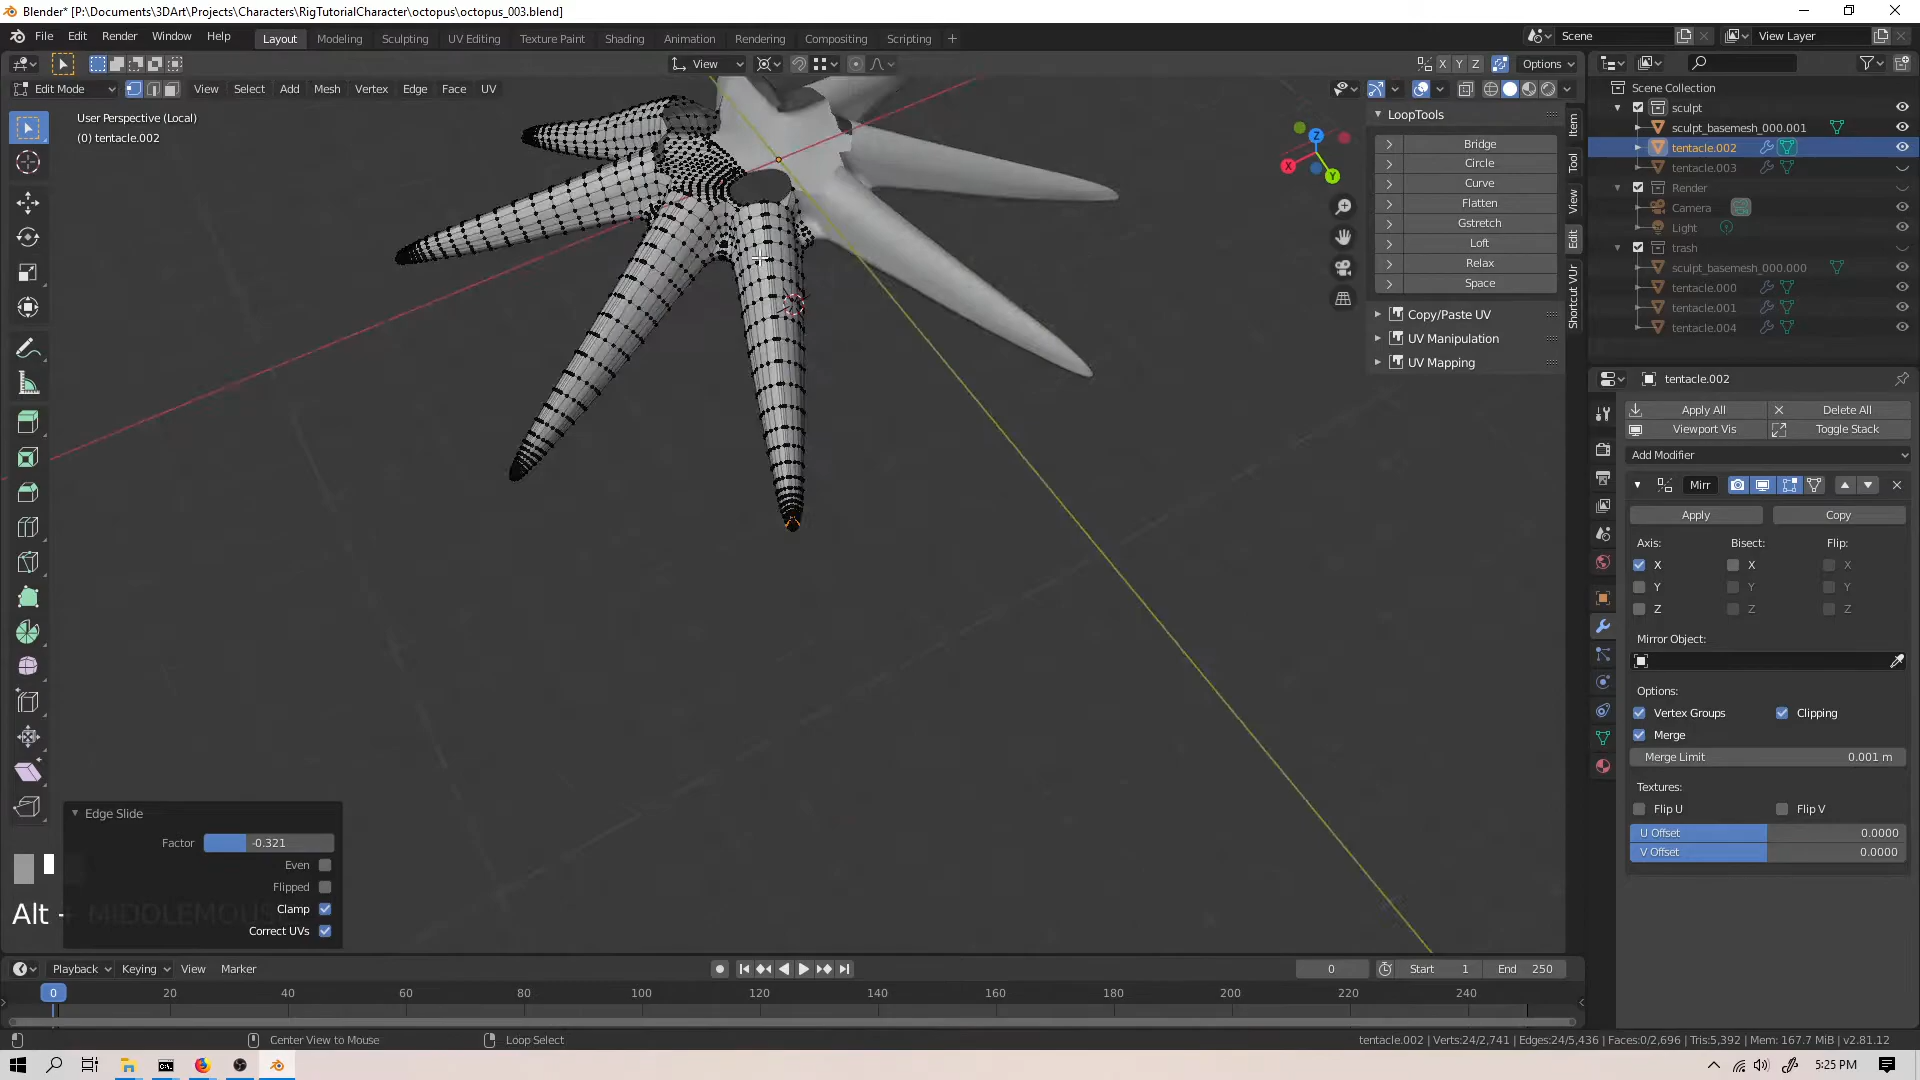 Blender* [P:\Documents\3DArt\Projects\Characters\RigTutorialCharacter\octopus\octopus_003.blend]
File Edit Render Window Help
Layout Modeling Sculpting UV Editing Texture Paint Shading Animation Rendering Compositing Scripting +
Scene
View Layer
View
X Y Z
Options
Edit Mode
View Select Add Mesh Vertex Edge Face UV
User Perspective (Local)
(0) tentacle.002
Z
X
Y
LoopTools
Bridge
Circle
Curve
Flatten
Gstretch
Loft
Relax
Space
Copy/Paste UV
UV Manipulation
UV Mapping
Item
Tool
View
Edit
Shortcut VUr
Scene Collection
sculpt
sculpt_basemesh_000.001
tentacle.002
tentacle.003
Render
Camera
Light
trash
sculpt_basemesh_000.000
tentacle.000
tentacle.001
tentacle.004
tentacle.002
Apply All
Delete All
Viewport Vis
Toggle Stack
Add Modifier
Mirr
Apply
Copy
Axis: Bisect: Flip:
X X X
Y Y Y
Z Z Z
Mirror Object:
Options:
Vertex Groups
Clipping
Merge
Merge Limit 0.001 m
Textures:
Flip U
Flip V
U Offset 0.0000
V Offset 0.0000
Edge Slide
Factor -0.321
Even
Flipped
Clamp
Correct UVs
Alt + MIDDLEMOUS
Playback Keying View Marker
0
Start 1
End 250
0 20 40 60 80 100 120 140 160 180 200 220 240
Center View to Mouse
Loop Select
tentacle.002 | Verts:24/2,741 | Edges:24/5,436 | Faces:0/2,696 | Tris:5,392 | Mem: 167.7 MiB | v2.81.12
5:25 PM